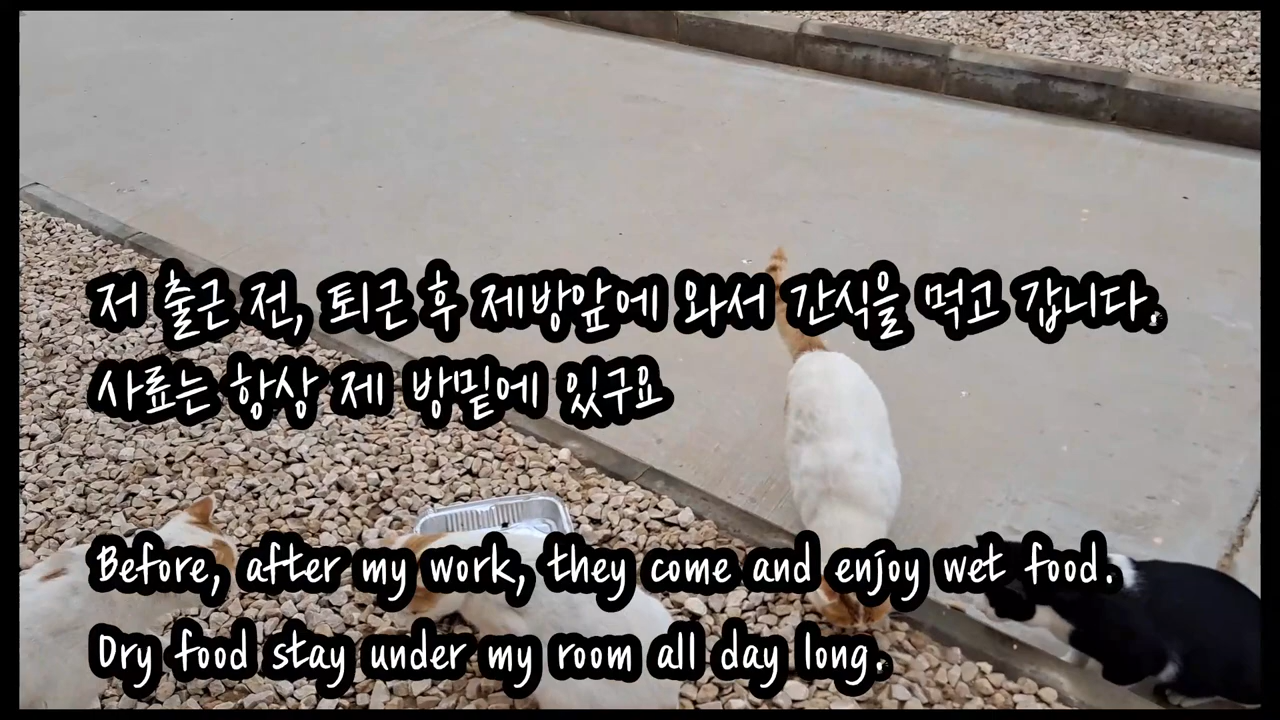 저 출근 전, 퇴근 후 제방앞에 와서 간식을 먹고 갑니다.
사료는 항상 제 방밑에 있구요
Before, after my work, they come and enjoy wet food.
Dry food stay under my room all day long.